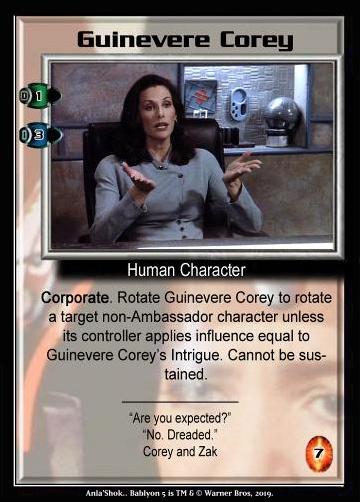 Guinevere Corey
1
3
Human Character
Corporate. Rotate Guinevere Corey to rotate
a target non-Ambassador character unless
its controller applies influence equal to
Guinevere Corey's Intrigue. Cannot be sus-
tained.
"Are you expected?"
"No. Dreaded."
Corey and Zak
7
Anla'Shok.. Bablyon 5 is TM & © Warner Bros, 2019.